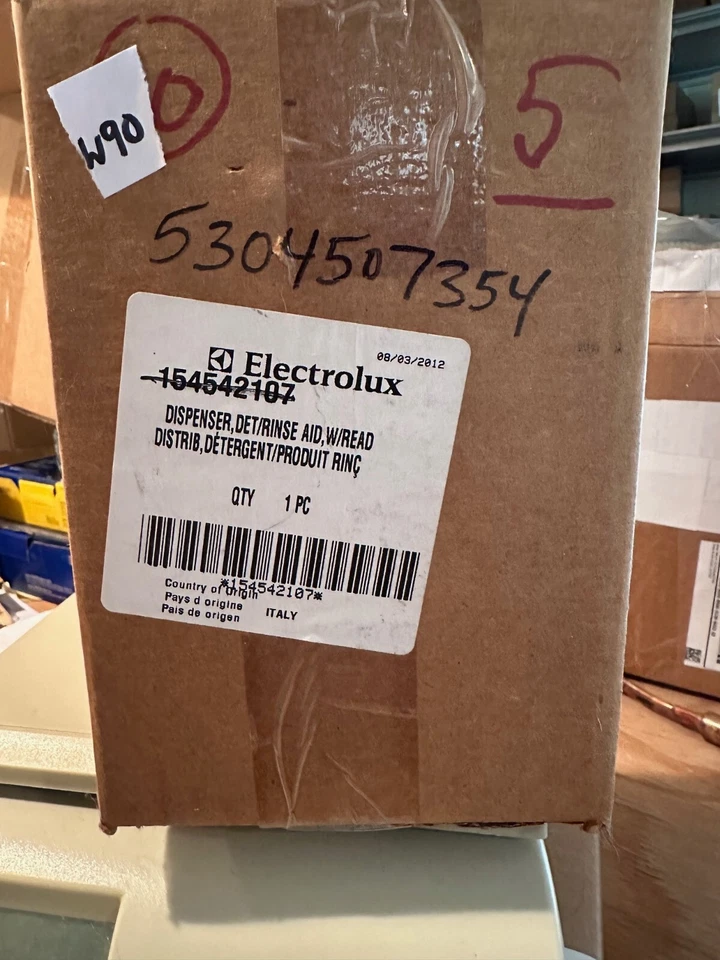 O
5
W90
5304507354
08/03/2012
Electrolux
154542107
DISPENSER,DET/RINSE AID,W/READ
DISTRIB,DÉTERGENT/PRODUIT RINÇ
QTY 1 PC
*154542107*
Country of Origin
Pays d origine
Pais de origen ITALY